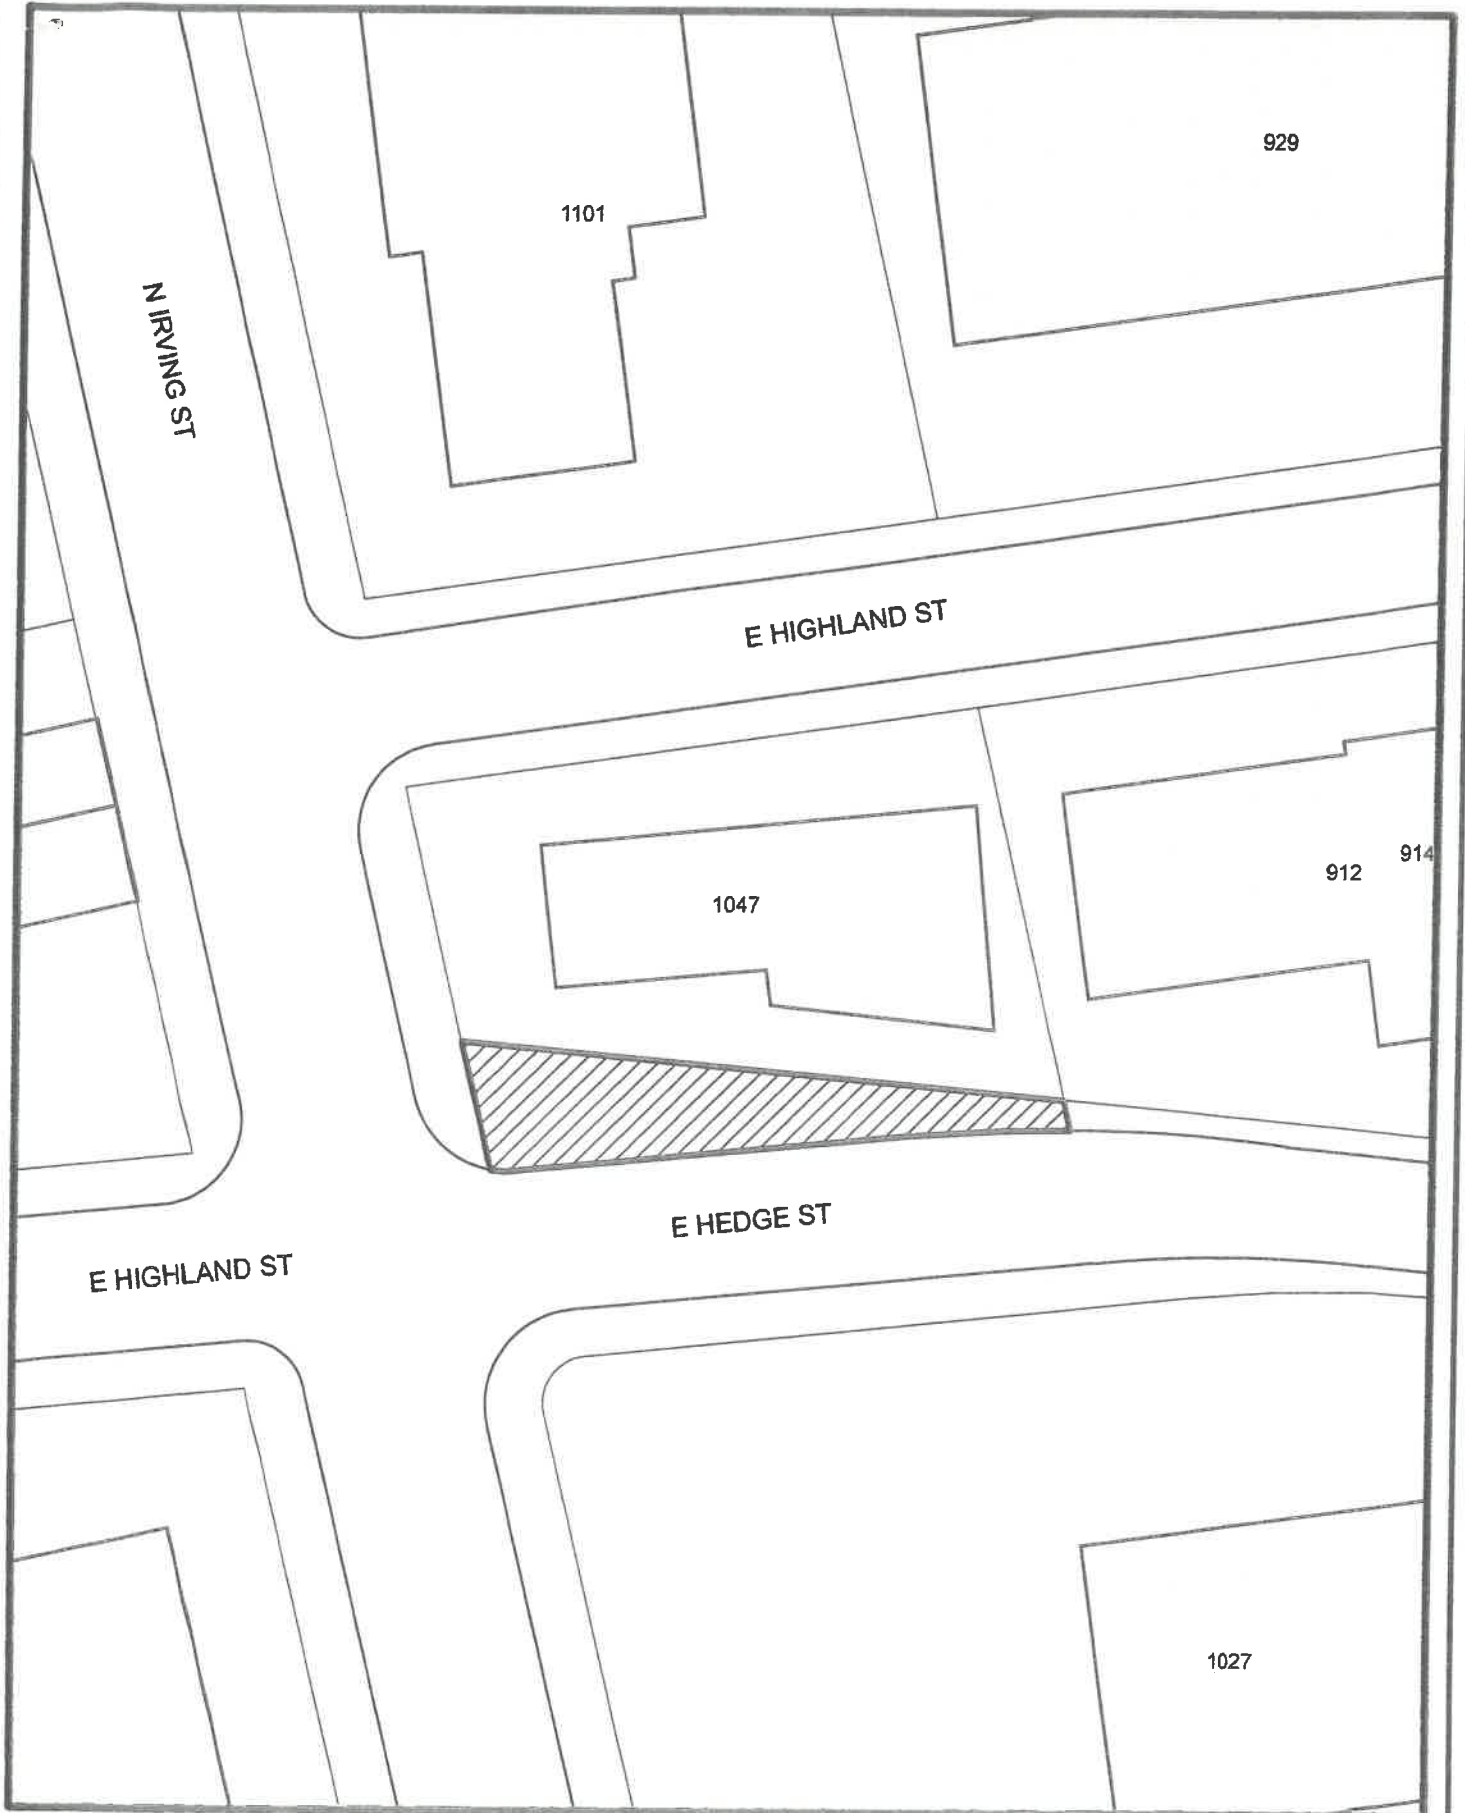 929
1101
N IRVING ST
E HIGHLAND ST
914
912
1047
E HEDGE ST
E HIGHLAND ST
1027